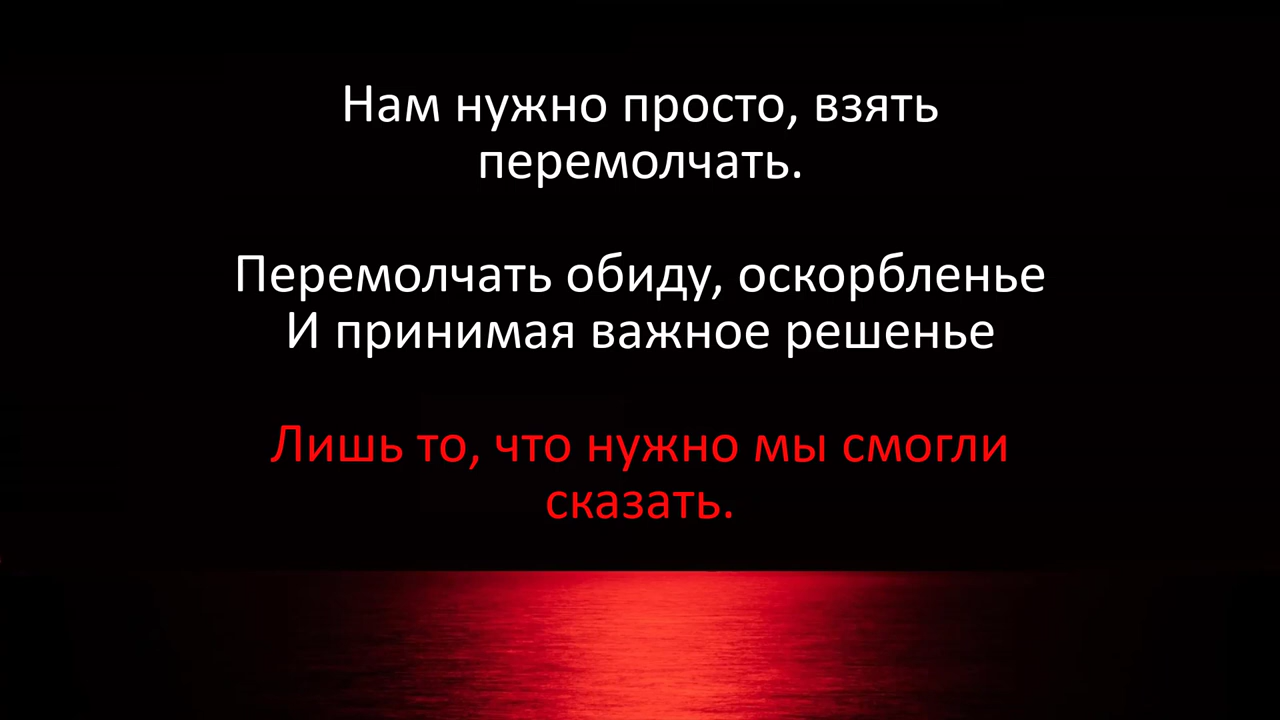 Нам нужно просто, взять
перемолчать.
Перемолчать обиду, оскорбленье
И принимая важное решенье
Лишь то, что нужно мы смогли
сказать.